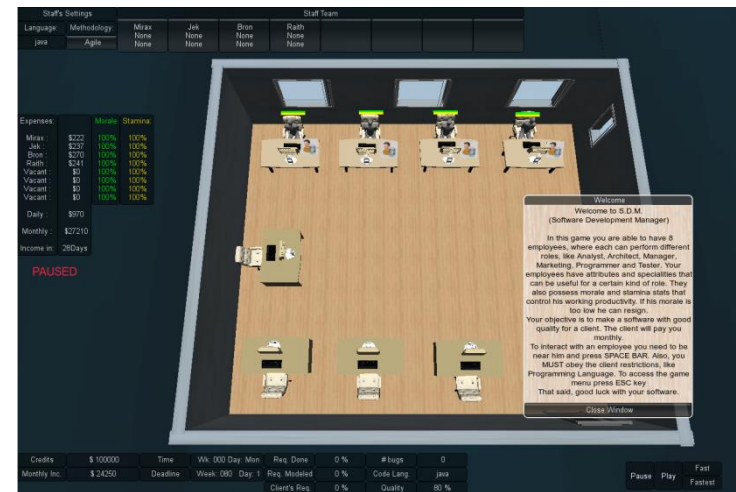 Staff's Settings
Staff Team
Language: Methodology:
java Agile
Mirax Jek Bron Raith
None None None None
None None None None
Expenses: Morale Stamina:
Mirax : $222 100% 100%
Jek : $237 100% 100%
Bron : $270 100% 100%
Raith : $241 100% 100%
Vacant : $0 100% 100%
Vacant : $0 100% 100%
Vacant : $0 100% 100%
Vacant : $0 100% 100%
Daily : $970
Monthly : $27210
Income in: 28Days
PAUSED
Welcome
Welcome to S.D.M.
(Software Development Manager)
In this game you are able to have 8
employees, where each can perform different
roles, like Analyst, Architect, Manager,
Marketing, Programmer and Tester. Your
employees have attributes and specialities that
can be useful for a certain kind of role. They
also possess morale and stamina stats that
control his working productivity. If his morale is
too low he can resign.
Your objective is to make a software with good
quality for a client. The client will pay you
monthly.
To interact with an employee you need to be
near him and press SPACE BAR. Also, you
MUST obey the client restrictions, like
Programming Language. To access the game
menu press ESC key
That said, good luck with your software.
Close Window
Credits $ 100000 Time Wk: 000 Day: Mon Req. Done 0 % # bugs 0
Monthly Inc. $ 24250 Deadline Week: 080 Day: 1 Req. Modeled 0 % Code Lang. java
Client's Req. 0 % Quality 80 %
Pause Play Fast
Fastest